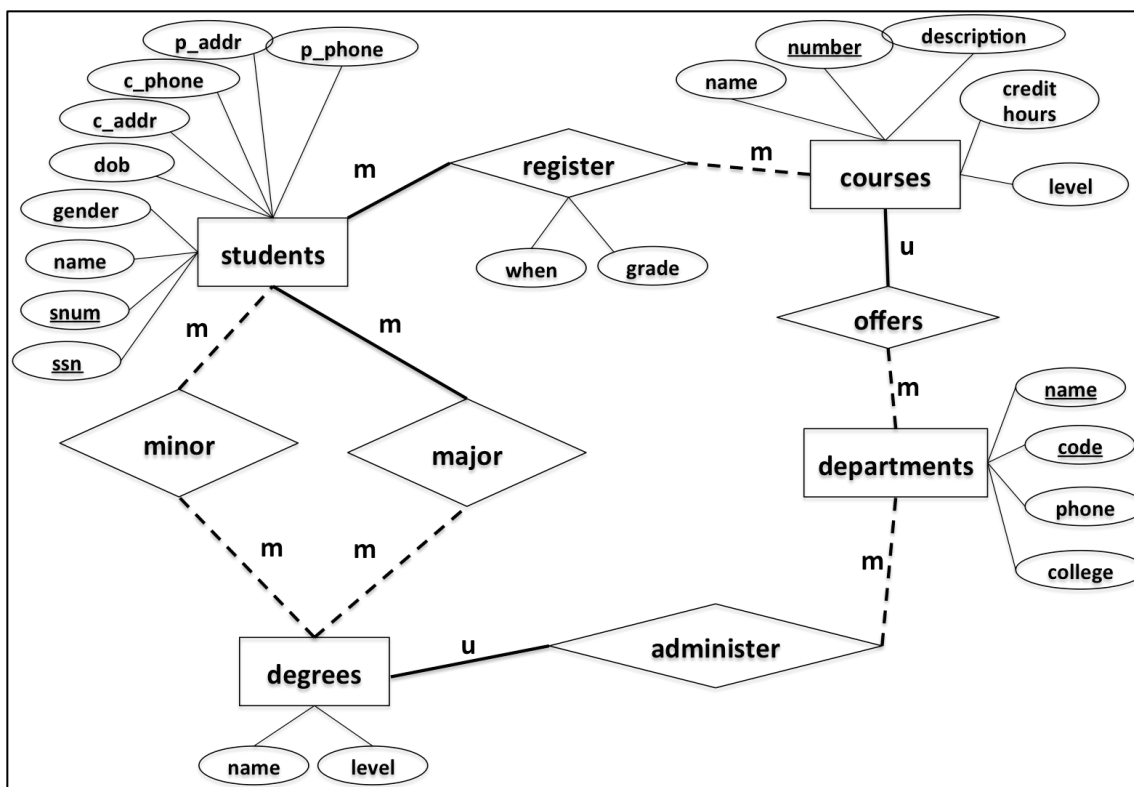 p_addr
p_phone
c_phone
c_addr
dob
gender
name
snum
ssn
students
m
register
m
when
grade
number
description
name
credit
hours
level
courses
u
offers
m
name
code
phone
college
departments
m
m
minor
major
m
m
m
administer
u
degrees
name
level